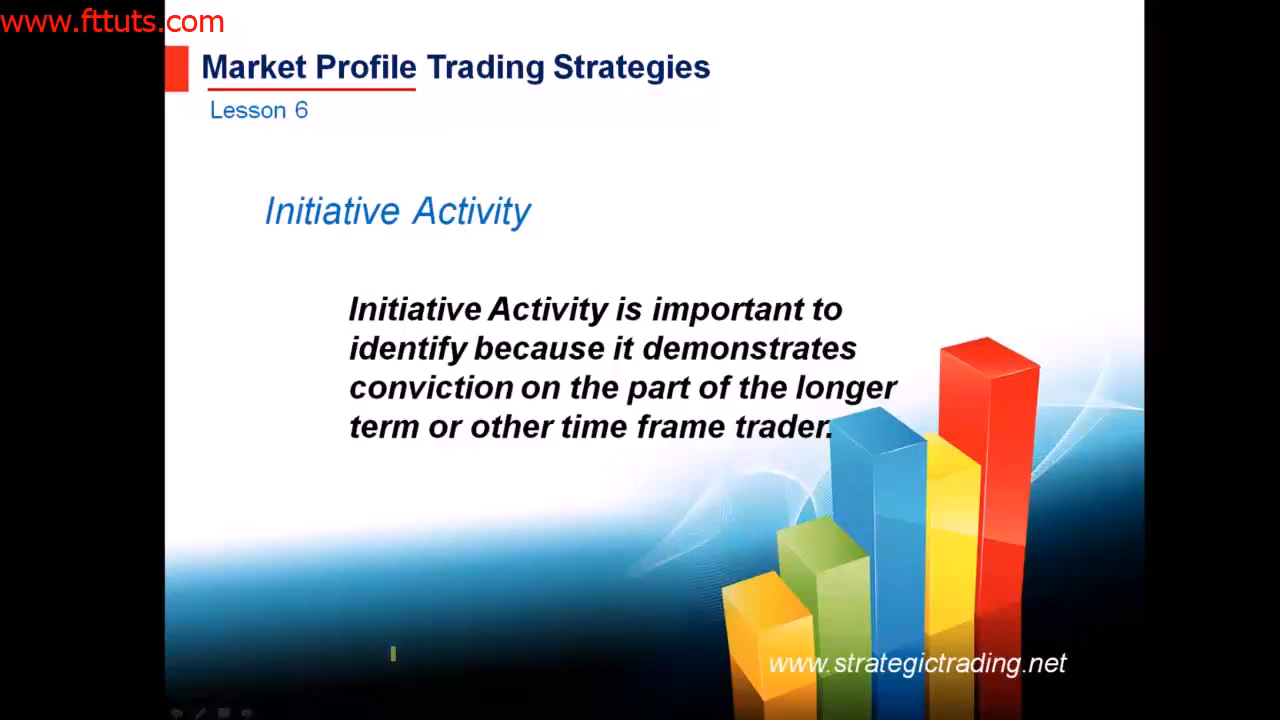 www.fttuts.com
Market Profile Trading Strategies
Lesson 6
Initiative Activity
Initiative Activity is important to
identify because it demonstrates
conviction on the part of the longer
term or other time frame trader.
www.strategictrading.net